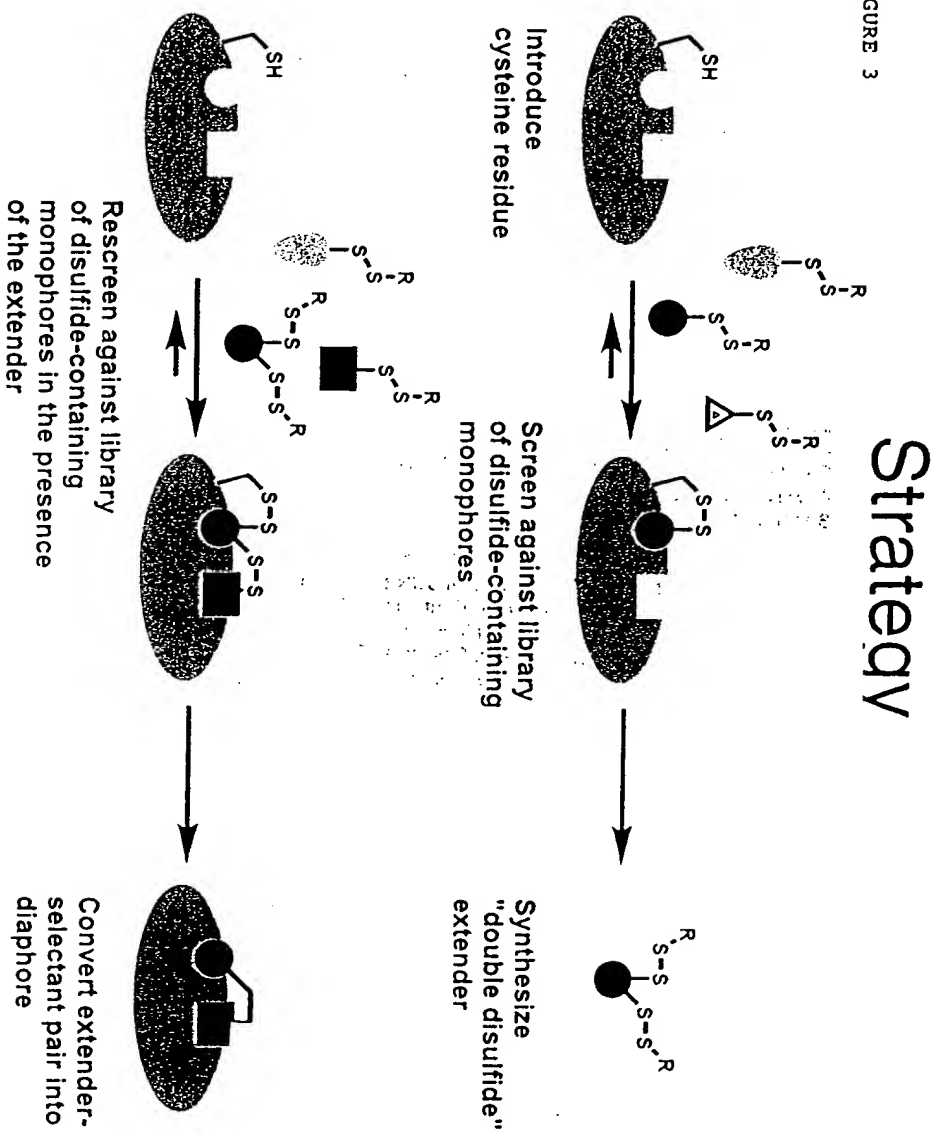 GURE 3
Strategy
SH
Introduce
cysteine residue
S-S-R
S-S-R
S-S-R
S-S
Screen against library
of disulfide-containing
monophores
R-S-S
S-S-R
Synthesize
"double disulfide"
extender
SH
S-S-R
R-S-S
S-S-R
S-S-R
Rescreen against library
of disulfide-containing
monophores in the presence
of the extender
S-S
S-S
Convert extender-
selectant pair into
diaphore